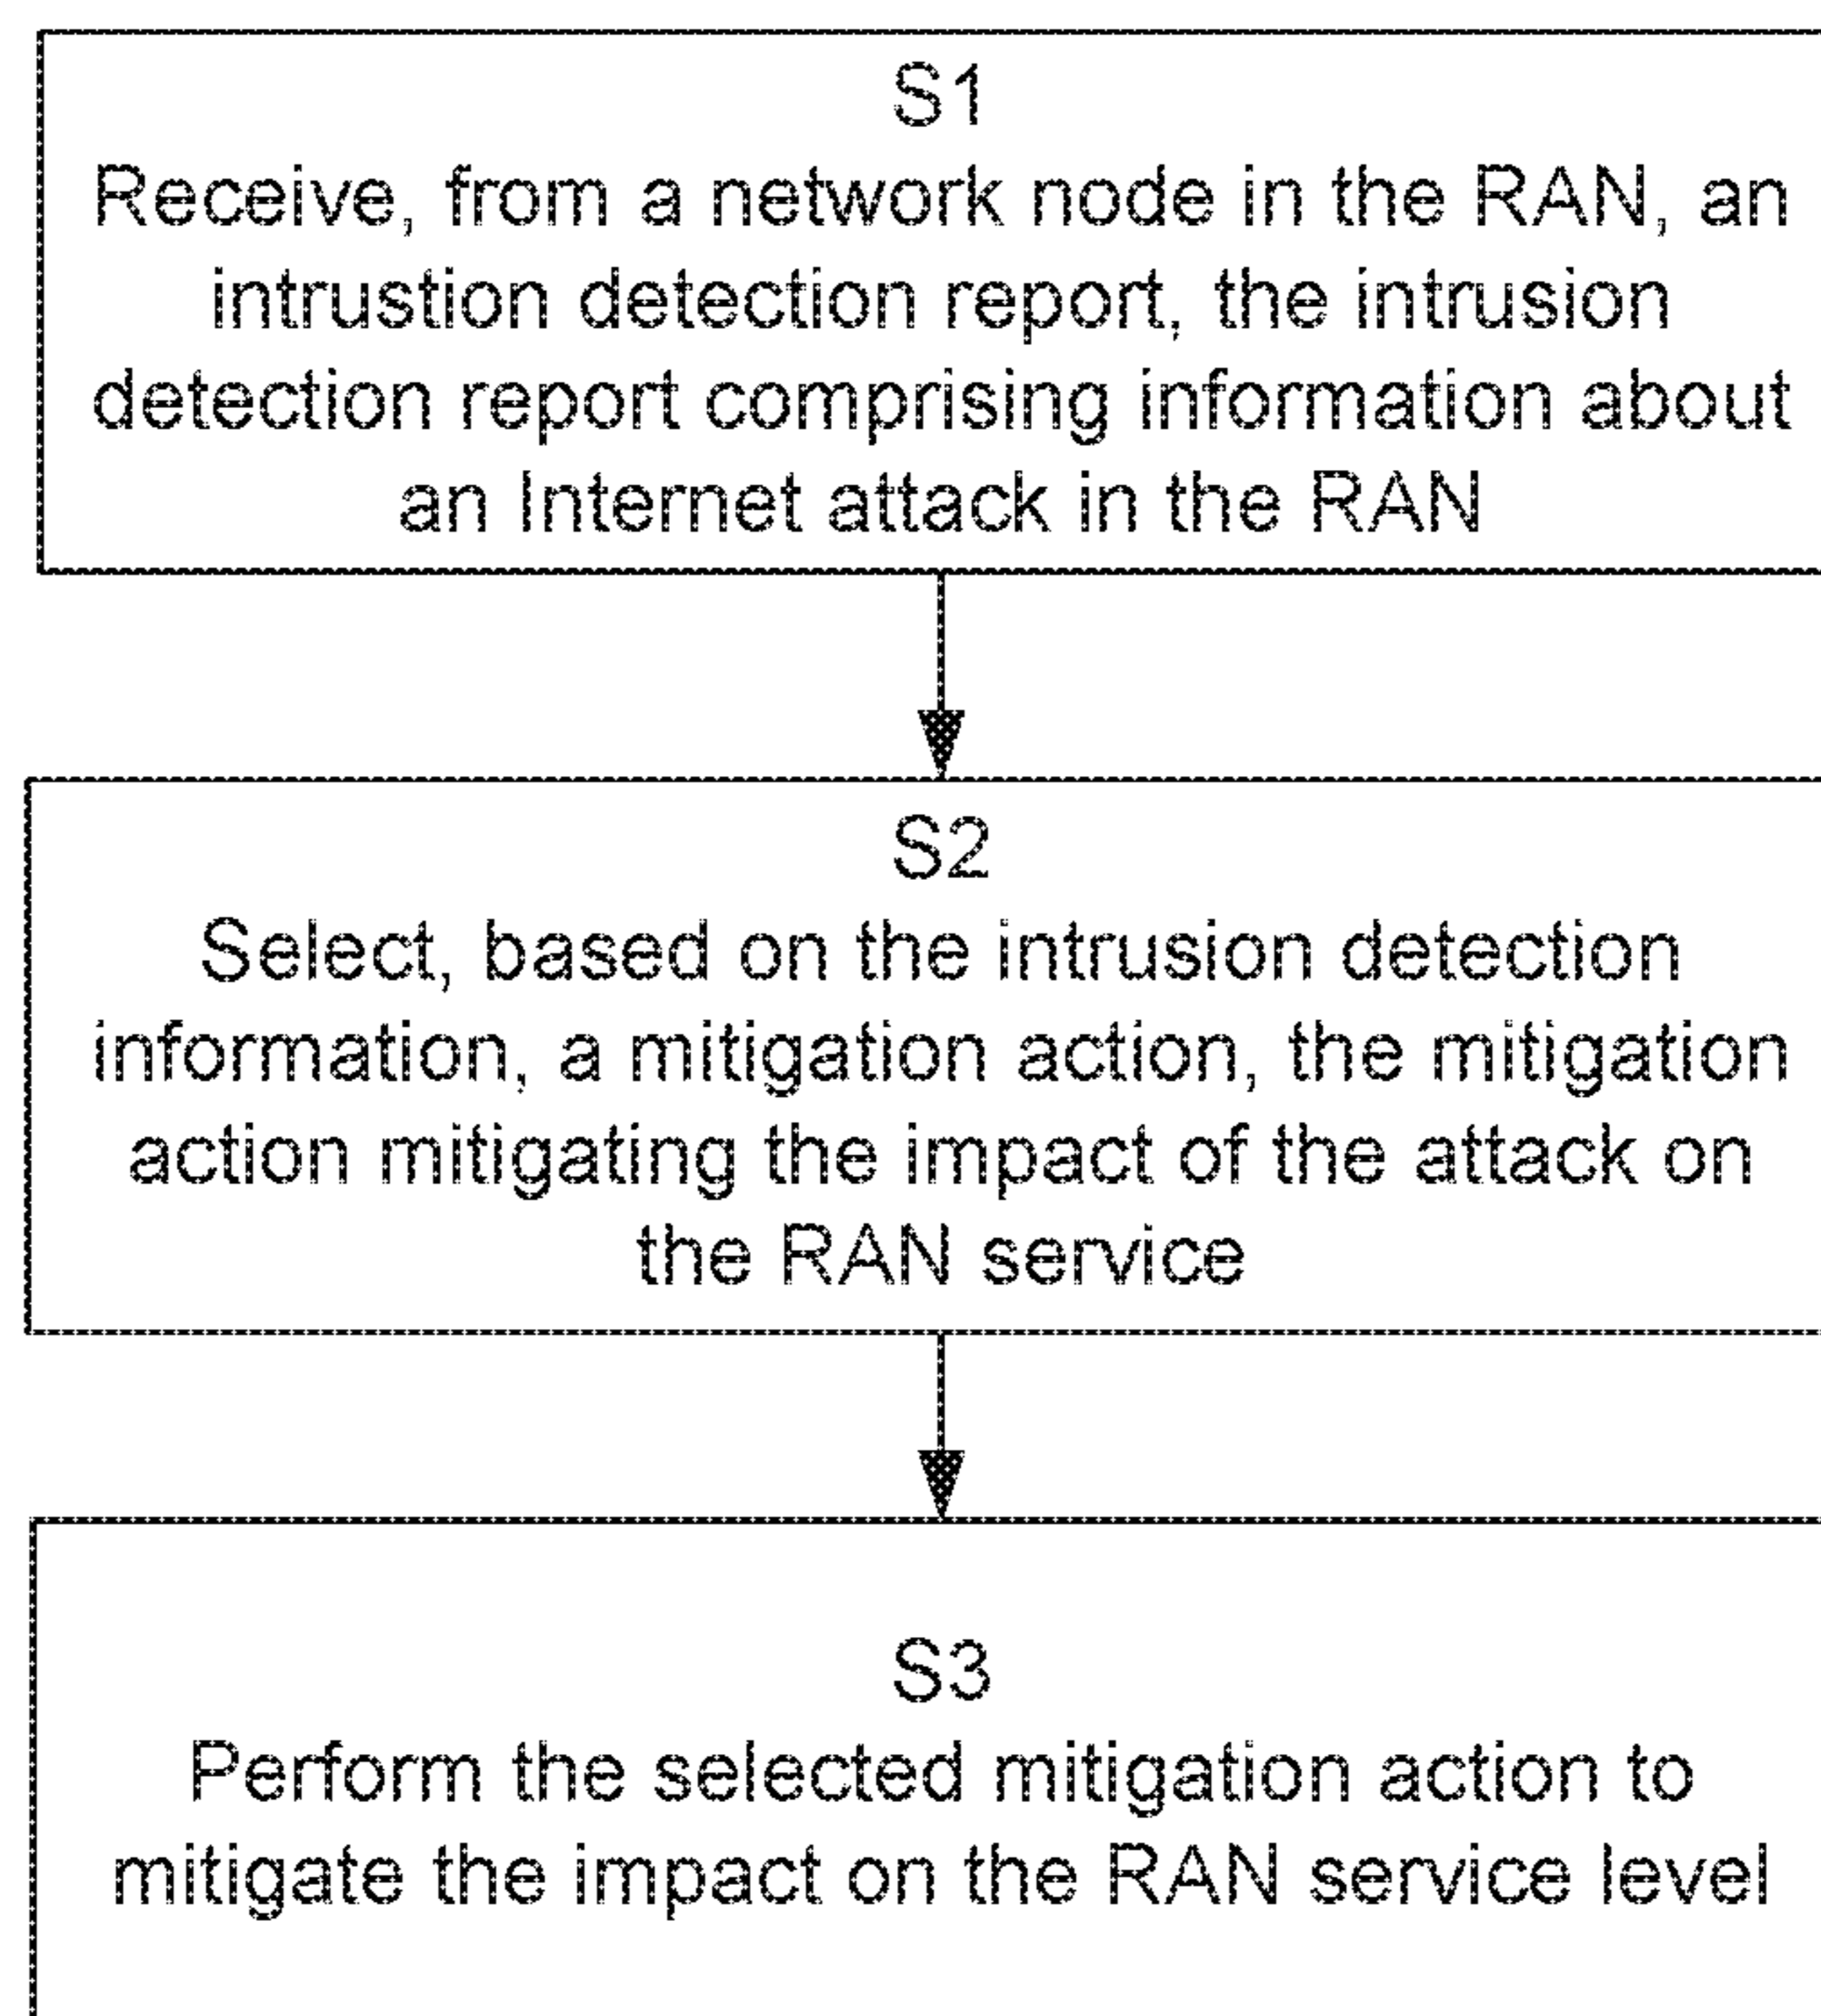 S1
Receive, from a network node in the RAN, an
intrustion detection report, the intrusion
detection report comprising information about
an Internet attack in the RAN
S2
Select, based on the intrusion detection
information, a mitigation action, the mitigation
action mitigating the impact of the attack on
the RAN service
S3
Perform the selected mitigation action to
mitigate the impact on the RAN service level